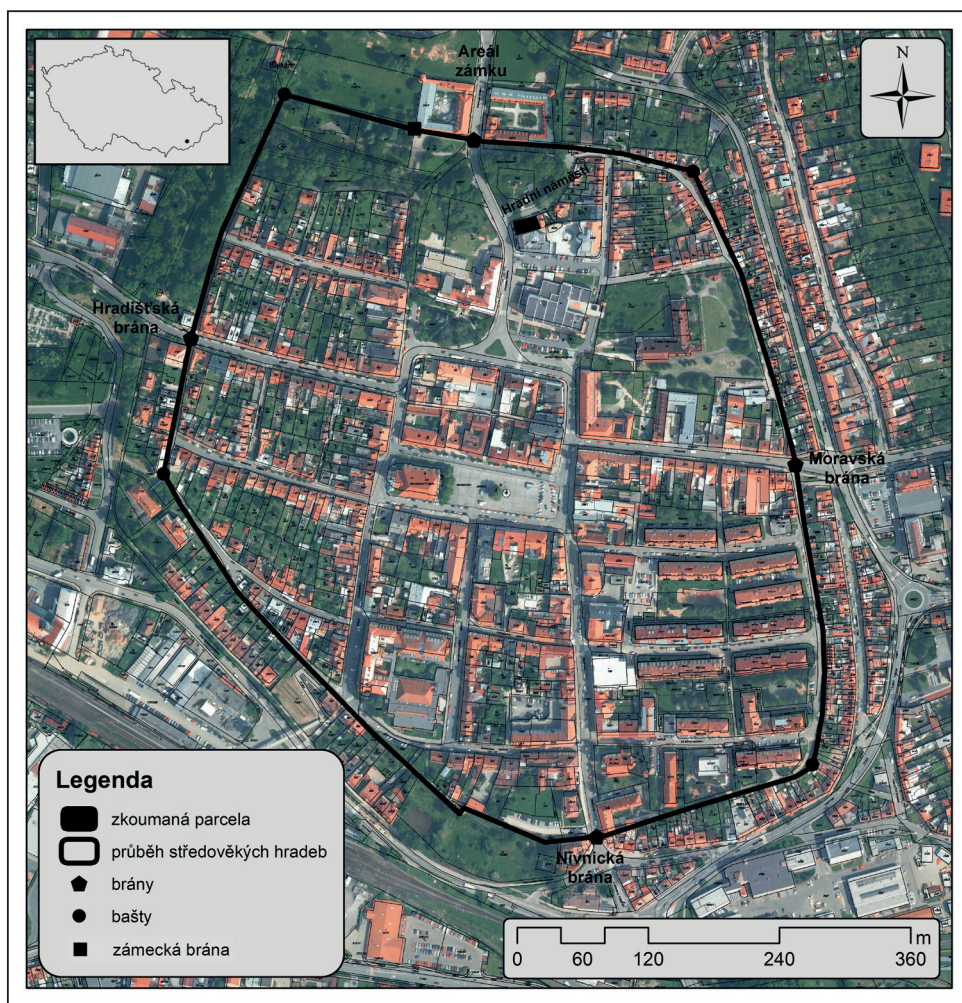 Areál
zámku
N
Hradní náměstí
Hradišťská
brána
Moravská
brána
Nivnická
brána
Legenda
zkoumaná parcela
průběh středověkých hradeb
brány
bašty
zámecká brána
m
0 60 120 240 360